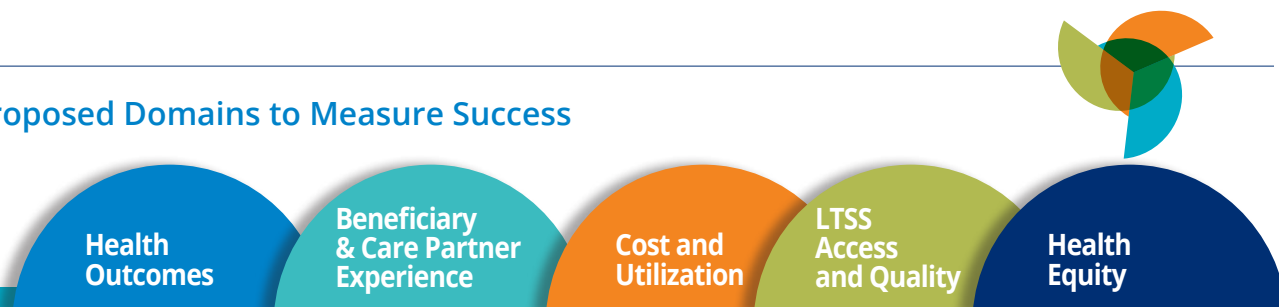 roposed Domains to Measure Success
Health
Outcomes
Beneficiary
& Care Partner
Experience
Cost and
Utilization
LTSS
Access
and Quality
Health
Equity